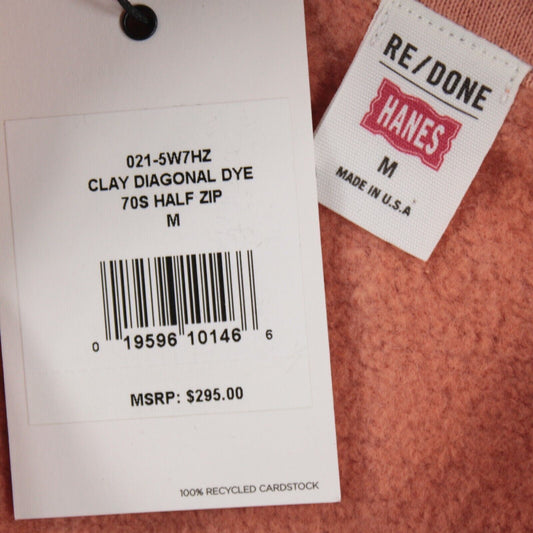 021-5W7HZ
CLAY DIAGONAL DYE
70S HALF ZIP
M
0 19596 10146 6
MSRP: $295.00
100% RECYCLED CARDSTOCK
RE/DONE
HANES
M
MADE IN U.S.A